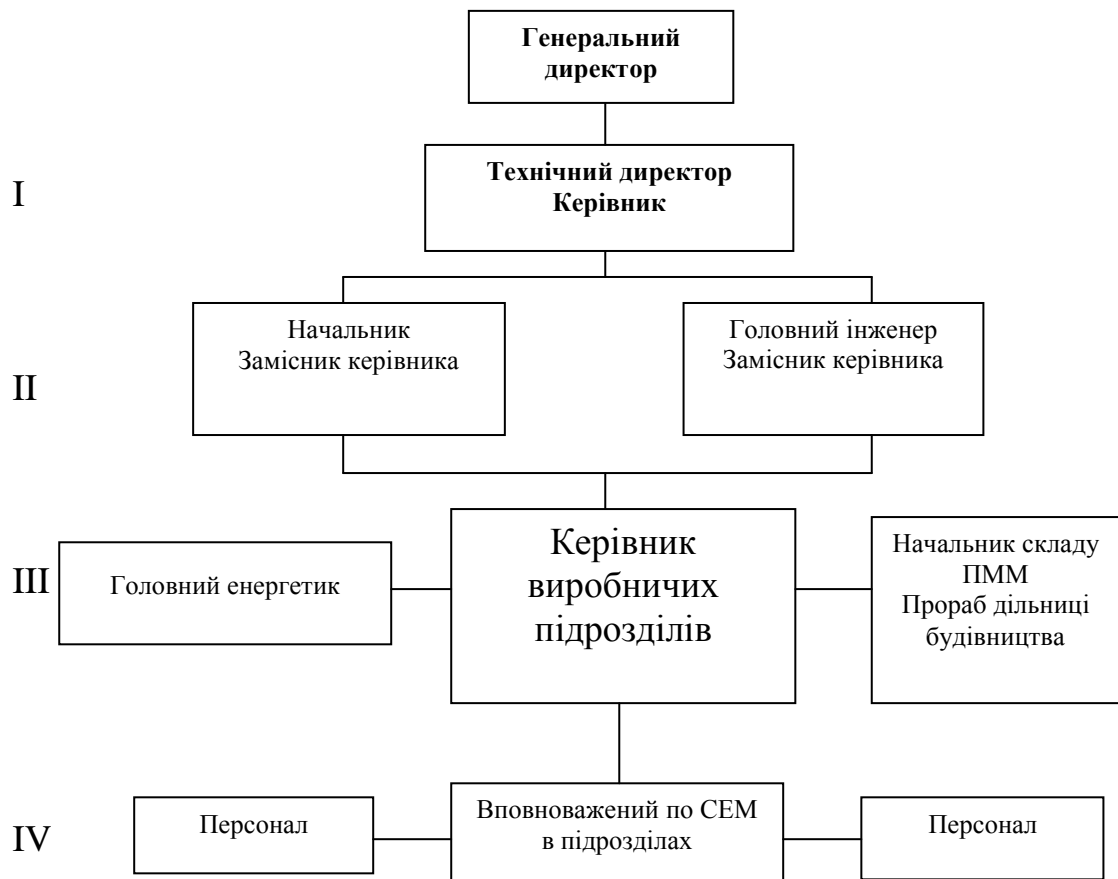 Генеральний
директор
I
Технічний директор
Керівник
II
Начальник
Замісник керівника
Головний інженер
Замісник керівника
III
Головний енергетик
Керівник
виробничих
підрозділів
Начальник складу
ПММ
Прораб дільниці
будівництва
IV
Персонал
Вповноважений по СЕМ
в підрозділах
Персонал